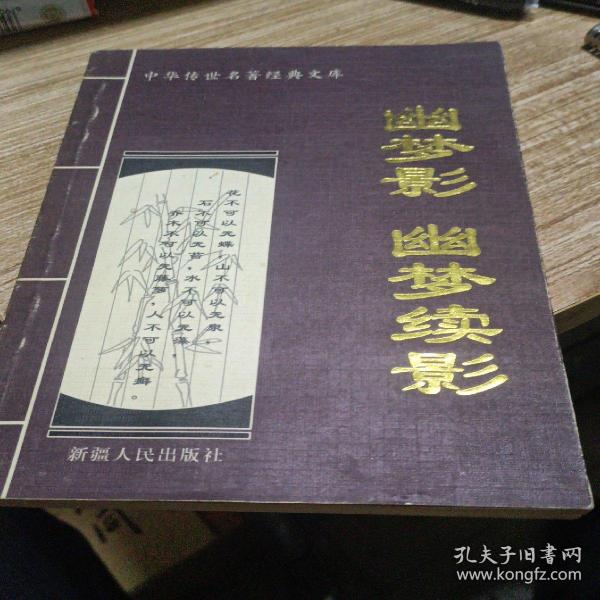 中华传世名著经典文库
幽梦影
幽梦续影
花不可以无蝶，山不可以无泉，
石不可以无苔，水不可以无藻，
乔木不可以无藤萝，人不可以无癖。
新疆人民出版社
孔夫子旧书网
www.kongfz.com